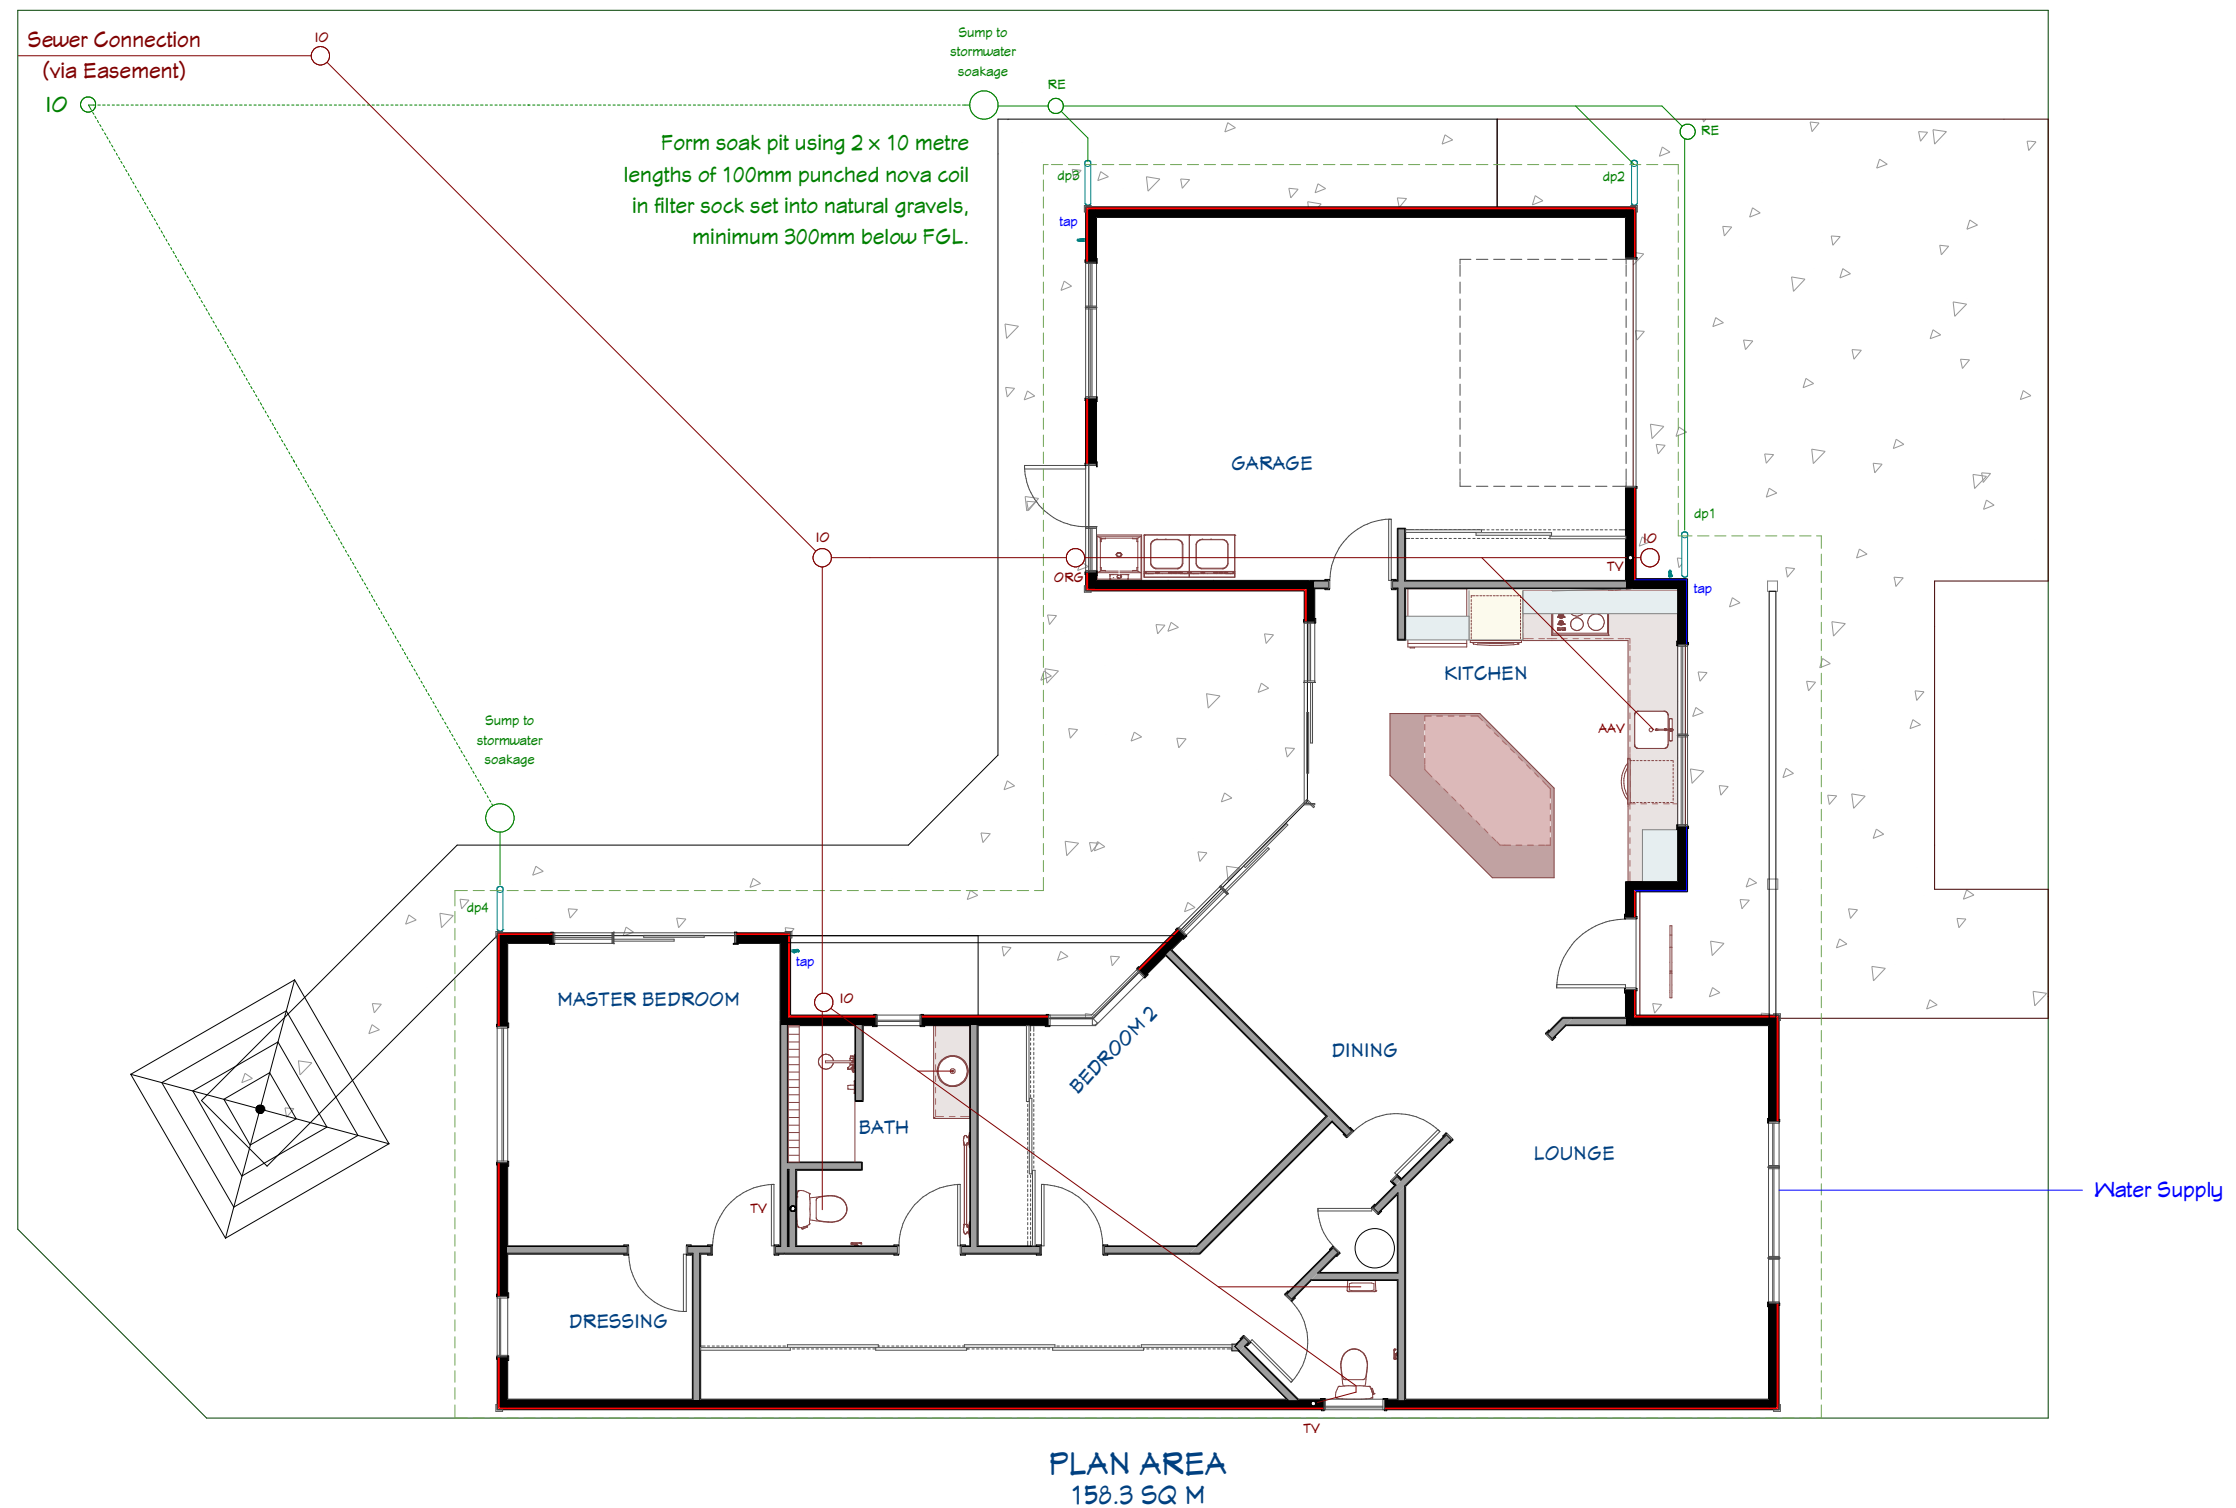 Sewer Connection
(via Easement)
IO
IO
Sump to
stormwater
soakage
RE
RE
Form soak pit using 2 x 10 metre
lengths of 100mm punched nova coil
in filter sock set into natural gravels,
minimum 300mm below FGL.
dp3
dp2
tap
GARAGE
dp1
IO
ORG
IO
TV
tap
KITCHEN
AAV
Sump to
stormwater
soakage
dp4
tap
MASTER BEDROOM
IO
BEDROOM 2
DINING
BATH
LOUNGE
Water Supply
TV
DRESSING
TV
PLAN AREA
158.3 SQ M